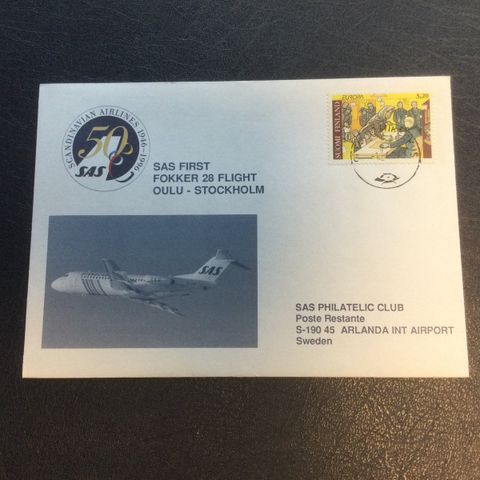 SCANDINAVIAN AIRLINES 1946-1996
50
SAS
SAS FIRST
FOKKER 28 FLIGHT
OULU - STOCKHOLM
EUROPA
SUOMI FINLAND
SAS
SAS PHILATELIC CLUB
Poste Restante
S-190 45 ARLANDA INT AIRPORT
Sweden